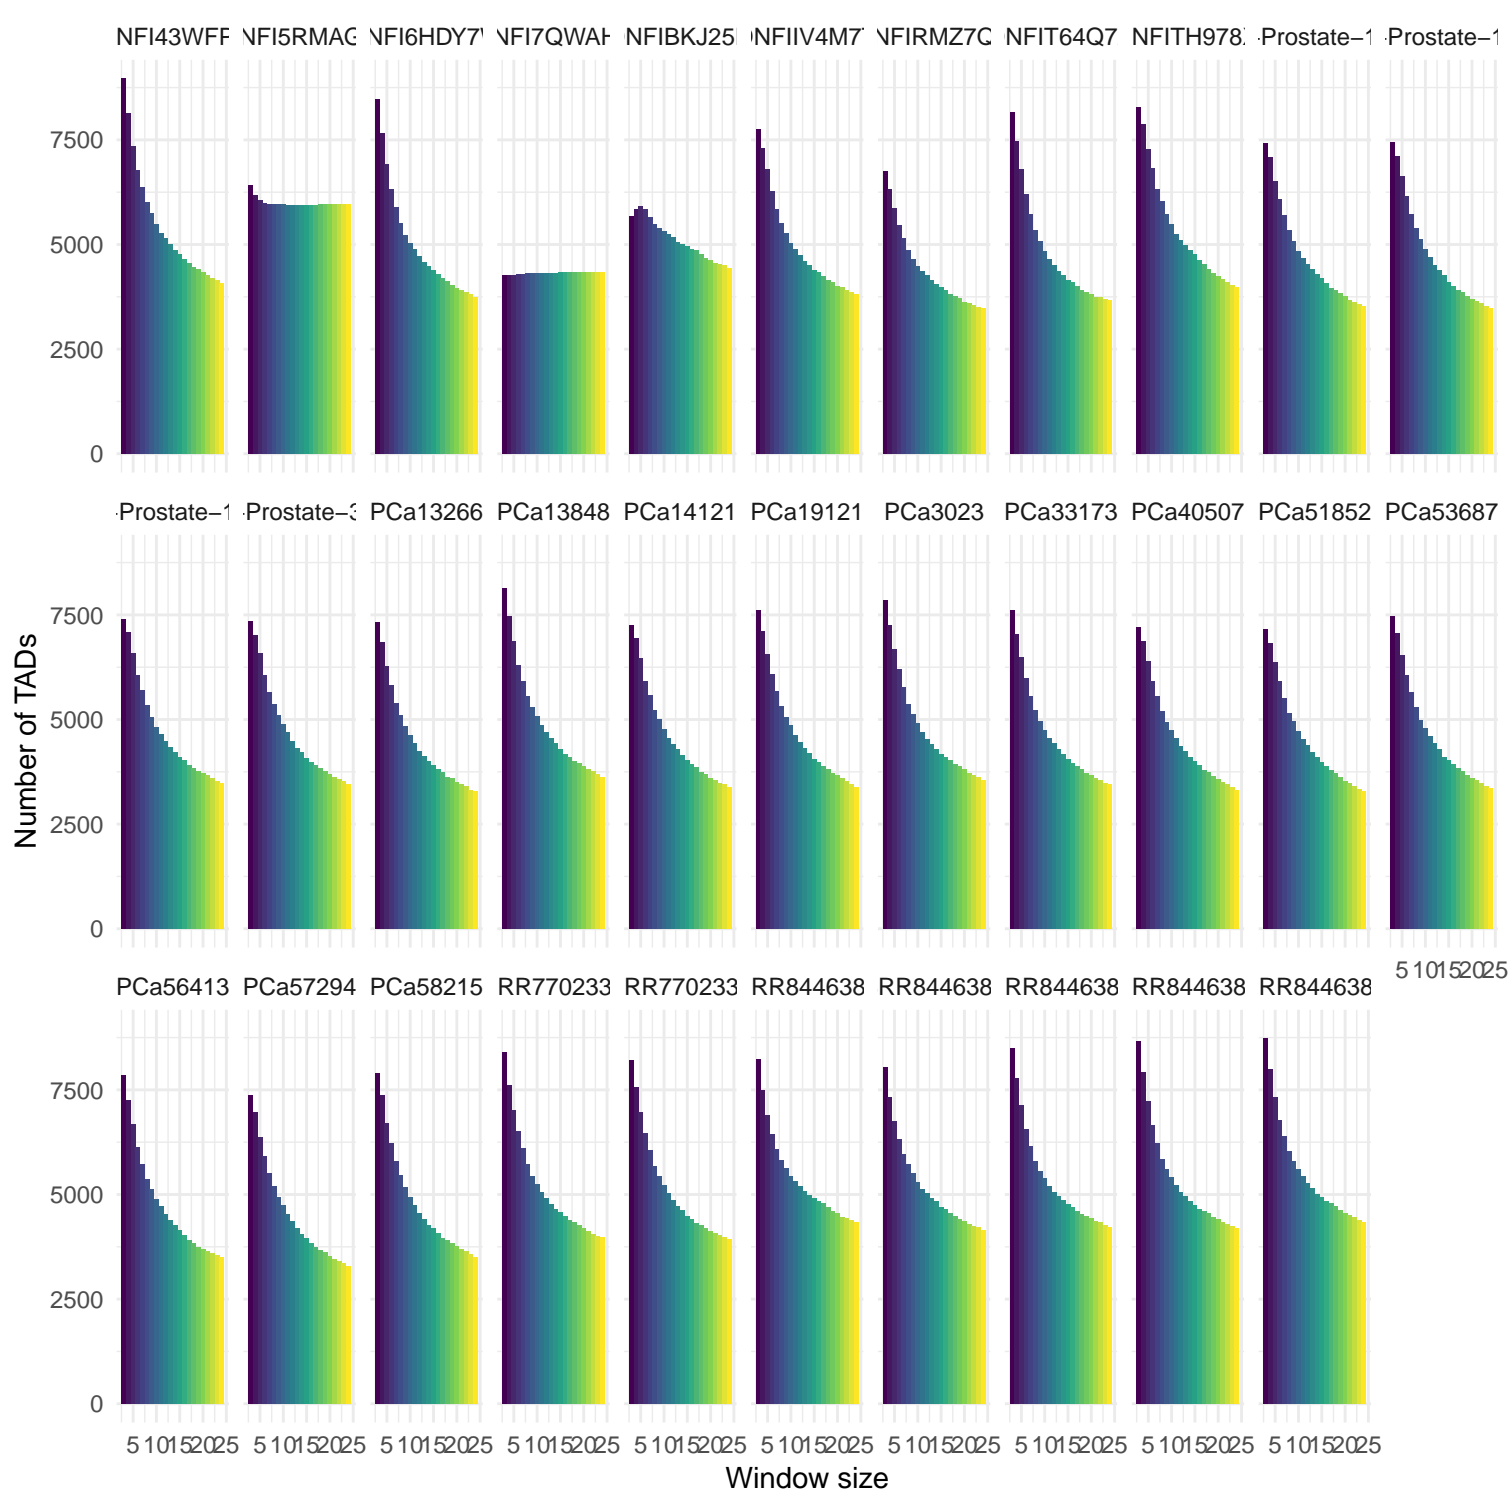 NFI43WFF NFI5RMAG NFI6HDY7 NFI7QWAH NFIBKJ25 NFIIV4M7 NFIRMZ7Q NFIT64Q7 NFITH978 -Prostate−1 -Prostate−1
7500
5000
2500
0
-Prostate−1 -Prostate−3 PCa13266 PCa13848 PCa14121 PCa19121 PCa3023 PCa33173 PCa40507 PCa51852 PCa53687
7500
5000
2500
0
5 10 15 20 25
PCa56413 PCa57294 PCa58215 RR770233 RR770233 RR844638 RR844638 RR844638 RR844638 RR844638
7500
5000
2500
0
5 10 15 20 25 5 10 15 20 25 5 10 15 20 25 5 10 15 20 25 5 10 15 20 25 5 10 15 20 25 5 10 15 20 25 5 10 15 20 25 5 10 15 20 25 5 10 15 20 25
Number of TADs
Window size